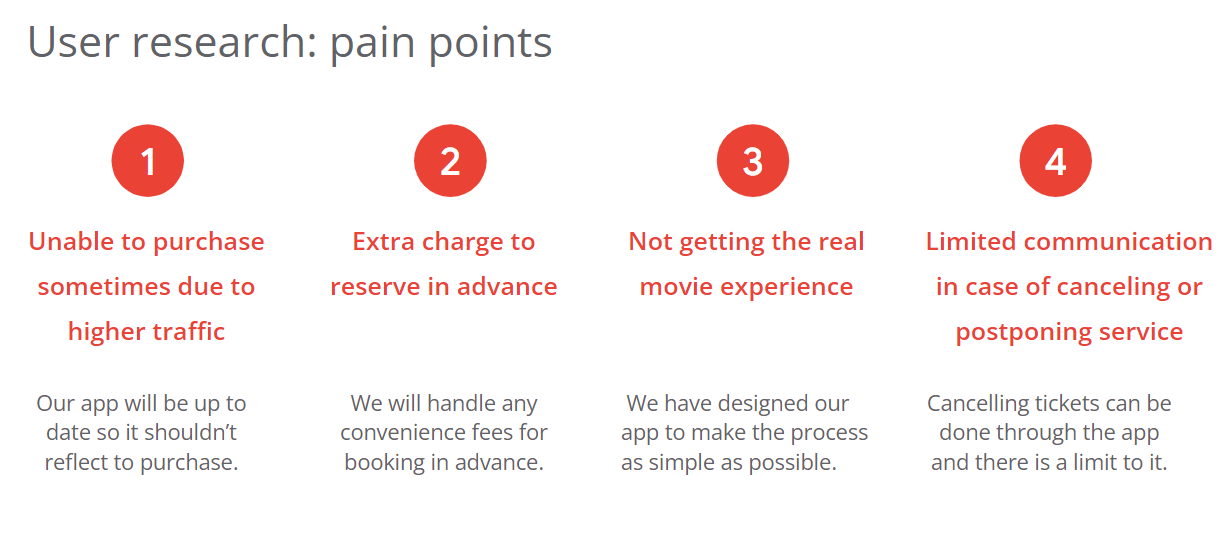 User research: pain points
1
Unable to purchase
sometimes due to
higher traffic
Our app will be up to
date so it shouldn’t
reflect to purchase.
2
Extra charge to
reserve in advance
We will handle any
convenience fees for
booking in advance.
3
Not getting the real
movie experience
We have designed our
app to make the process
as simple as possible.
4
Limited communication
in case of canceling or
postponing service
Cancelling tickets can be
done through the app
and there is a limit to it.